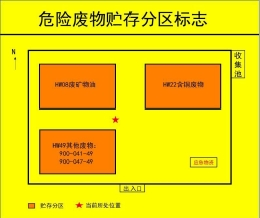 危险废物贮存分区标志
N
收集池
HW08废矿物油
HW22含铜废物
HW49其他废物:
900-041-49
900-047-49
应急物资
出入口
贮存分区
当前所处位置